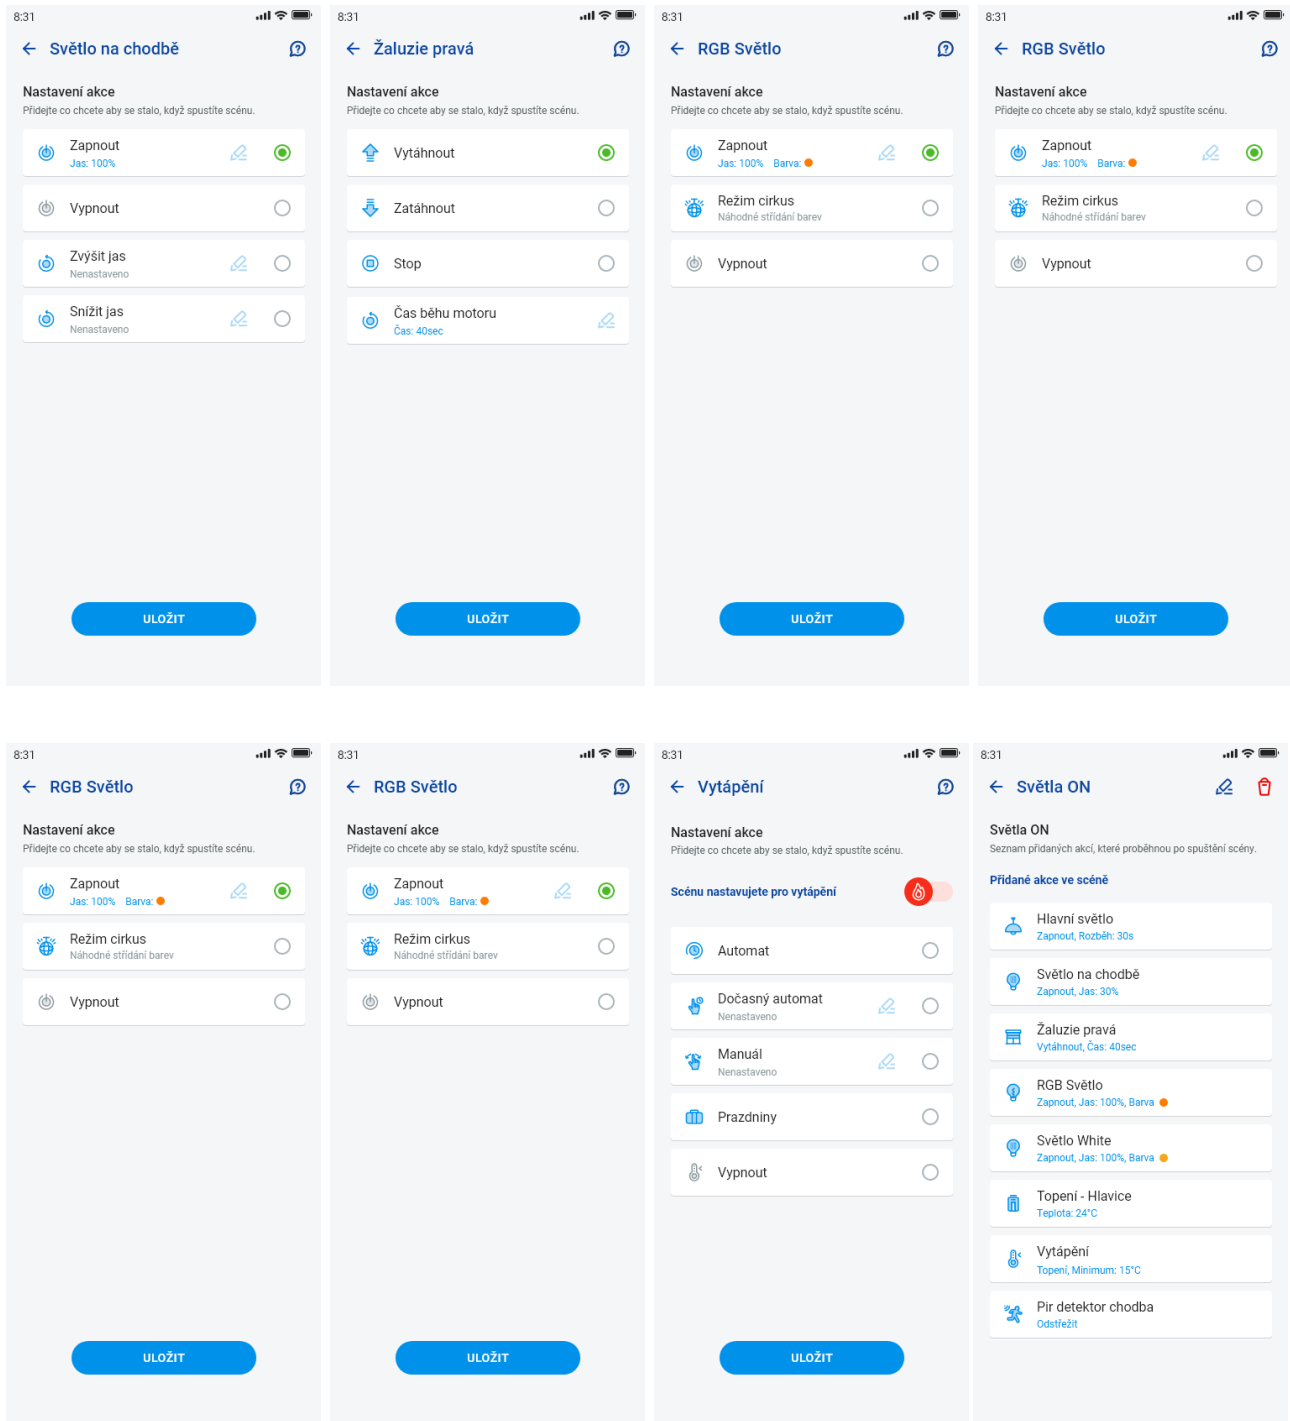 8:31
Světlo na chodbě
Nastavení akce
Přidejte co chcete aby se stalo, když spustíte scénu.
Zapnout
Jas: 100%
Vypnout
Zvýšit jas
Nenastaveno
Snížit jas
Nenastaveno
ULOŽIT
8:31
Žaluzie pravá
Nastavení akce
Přidejte co chcete aby se stalo, když spustíte scénu.
Vytáhnout
Zatáhnout
Stop
Čas běhu motoru
Čas: 40sec
ULOŽIT
8:31
RGB Světlo
Nastavení akce
Přidejte co chcete aby se stalo, když spustíte scénu.
Zapnout
Jas: 100% Barva:
Režim cirkus
Náhodné střídání barev
Vypnout
ULOŽIT
8:31
RGB Světlo
Nastavení akce
Přidejte co chcete aby se stalo, když spustíte scénu.
Zapnout
Jas: 100% Barva:
Režim cirkus
Náhodné střídání barev
Vypnout
ULOŽIT
8:31
RGB Světlo
Nastavení akce
Přidejte co chcete aby se stalo, když spustíte scénu.
Zapnout
Jas: 100% Barva:
Režim cirkus
Náhodné střídání barev
Vypnout
ULOŽIT
8:31
RGB Světlo
Nastavení akce
Přidejte co chcete aby se stalo, když spustíte scénu.
Zapnout
Jas: 100% Barva:
Režim cirkus
Náhodné střídání barev
Vypnout
ULOŽIT
8:31
Vytápění
Nastavení akce
Přidejte co chcete aby se stalo, když spustíte scénu.
Scénu nastavujete pro vytápění
Automat
Dočasný automat
Nenastaveno
Manuál
Nenastaveno
Prazdniny
Vypnout
ULOŽIT
8:31
Světla ON
Světla ON
Seznam přidaných akcí, které proběhnou po spuštění scény.
Přidané akce ve scéně
Hlavní světlo
Zapnout, Rozběh: 30s
Světlo na chodbě
Zapnout, Jas: 30%
Žaluzie pravá
Vytáhnout, Čas: 40sec
RGB Světlo
Zapnout, Jas: 100%, Barva
Světlo White
Zapnout, Jas: 100%, Barva
Topení - Hlavice
Teplota: 24°C
Vytápění
Topení, Minimum: 15°C
Pir detektor chodba
Odstřežit